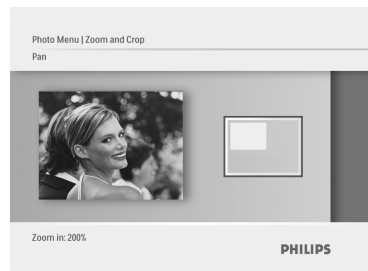 Photo Menu | Zoom and Crop
Pan
Zoom in: 200%
PHILIPS